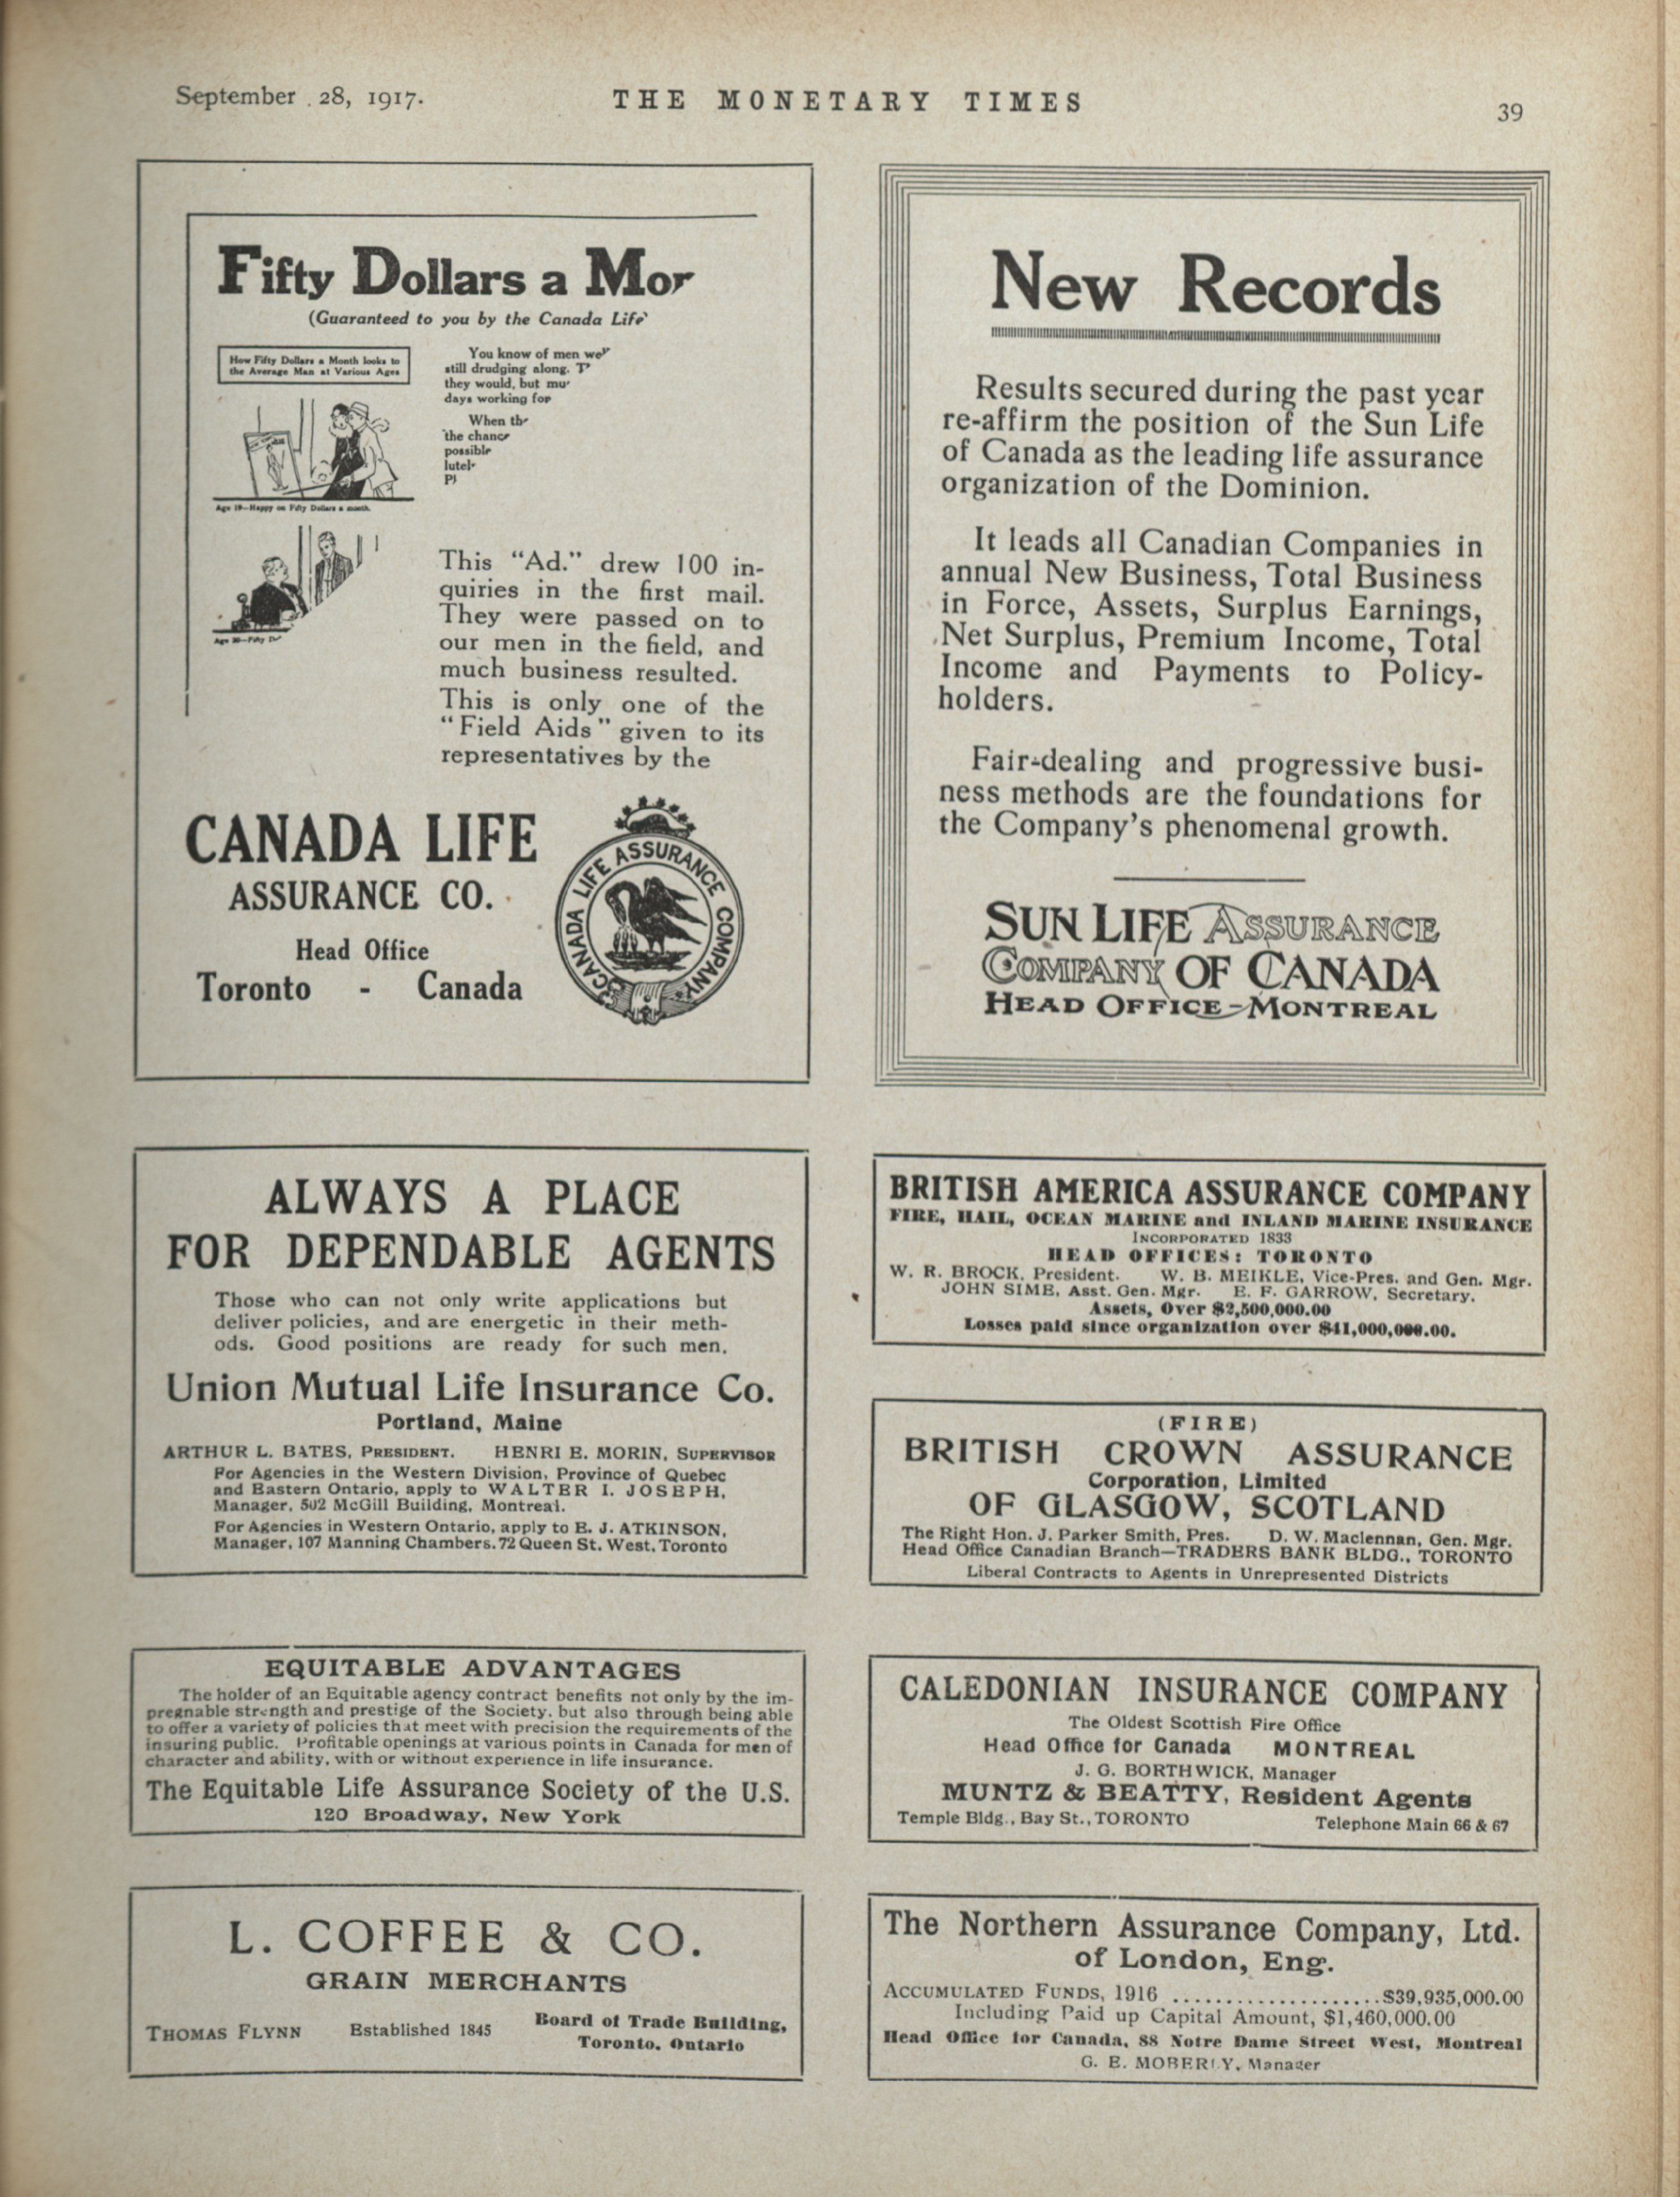 September 28, 1917.
THE MONETARY TIMES
39
Fifty Dollars a Mor
(Guaranteed to you by the Canada Life
How Fifty Dollars a Month looks to
the Average Man at Various Ages
You know of men we
still drudging along. T
they would, but mu
days working for
When th
the chance
possible
lutel
Pl
Age 19—Happy on Fifty Dollars a month.
Age 30—Fifty D
This "Ad." drew 100 in-
quiries in the first mail.
They were passed on to
our men in the field, and
much business resulted.
This is only one of the
"Field Aids" given to its
representatives by the
CANADA LIFE
ASSURANCE CO.
Head Office
Toronto - Canada
CANADA LIFE ASSURANCE COMPANY
New Records
Results secured during the past year
re-affirm the position of the Sun Life
of Canada as the leading life assurance
organization of the Dominion.
It leads all Canadian Companies in
annual New Business, Total Business
in Force, Assets, Surplus Earnings,
Net Surplus, Premium Income, Total
Income and Payments to Policy-
holders.
Fair-dealing and progressive busi-
ness methods are the foundations for
the Company's phenomenal growth.
SUN LIFE ASSURANCE
COMPANY OF CANADA
HEAD OFFICE-MONTREAL
ALWAYS A PLACE
FOR DEPENDABLE AGENTS
Those who can not only write applications but
deliver policies, and are energetic in their meth-
ods. Good positions are ready for such men.
Union Mutual Life Insurance Co.
Portland, Maine
ARTHUR L. BATES, PRESIDENT. HENRI E. MORIN, SUPERVISOR
For Agencies in the Western Division, Province of Quebec
and Eastern Ontario, apply to WALTER I. JOSEPH,
Manager, 502 McGill Building, Montreal.
For Agencies in Western Ontario, apply to E. J. ATKINSON,
Manager, 107 Manning Chambers, 72 Queen St. West, Toronto
BRITISH AMERICA ASSURANCE COMPANY
FIRE, HAIL, OCEAN MARINE and INLAND MARINE INSURANCE
INCORPORATED 1833
HEAD OFFICES: TORONTO
W. R. BROCK, President. W. B. MEIKLE, Vice-Pres. and Gen. Mgr.
JOHN SIME, Asst. Gen. Mgr. E. F. GARROW, Secretary.
Assets, Over $2,500,000.00
Losses paid since organization over $41,000,000.00.
(FIRE)
BRITISH CROWN ASSURANCE
Corporation, Limited
OF GLASGOW, SCOTLAND
The Right Hon. J. Parker Smith, Pres. D. W. Maclennan, Gen. Mgr.
Head Office Canadian Branch—TRADERS BANK BLDG., TORONTO
Liberal Contracts to Agents in Unrepresented Districts
EQUITABLE ADVANTAGES
The holder of an Equitable agency contract benefits not only by the im-
pregnable strength and prestige of the Society, but also through being able
to offer a variety of policies that meet with precision the requirements of the
insuring public. Profitable openings at various points in Canada for men of
character and ability, with or without experience in life insurance.
The Equitable Life Assurance Society of the U.S.
120 Broadway, New York
CALEDONIAN INSURANCE COMPANY
The Oldest Scottish Fire Office
Head Office for Canada MONTREAL
J. G. BORTHWICK, Manager
MUNTZ & BEATTY, Resident Agents
Temple Bldg., Bay St., TORONTO Telephone Main 66 & 67
L. COFFEE & CO.
GRAIN MERCHANTS
THOMAS FLYNN Established 1845 Board of Trade Building,
Toronto, Ontario
The Northern Assurance Company, Ltd.
of London, Eng.
ACCUMULATED FUNDS, 1916 .....................$39,935,000.00
Including Paid up Capital Amount, $1,460,000.00
Head Office for Canada, 88 Notre Dame Street West, Montreal
G. E. MOBERLY, Manager